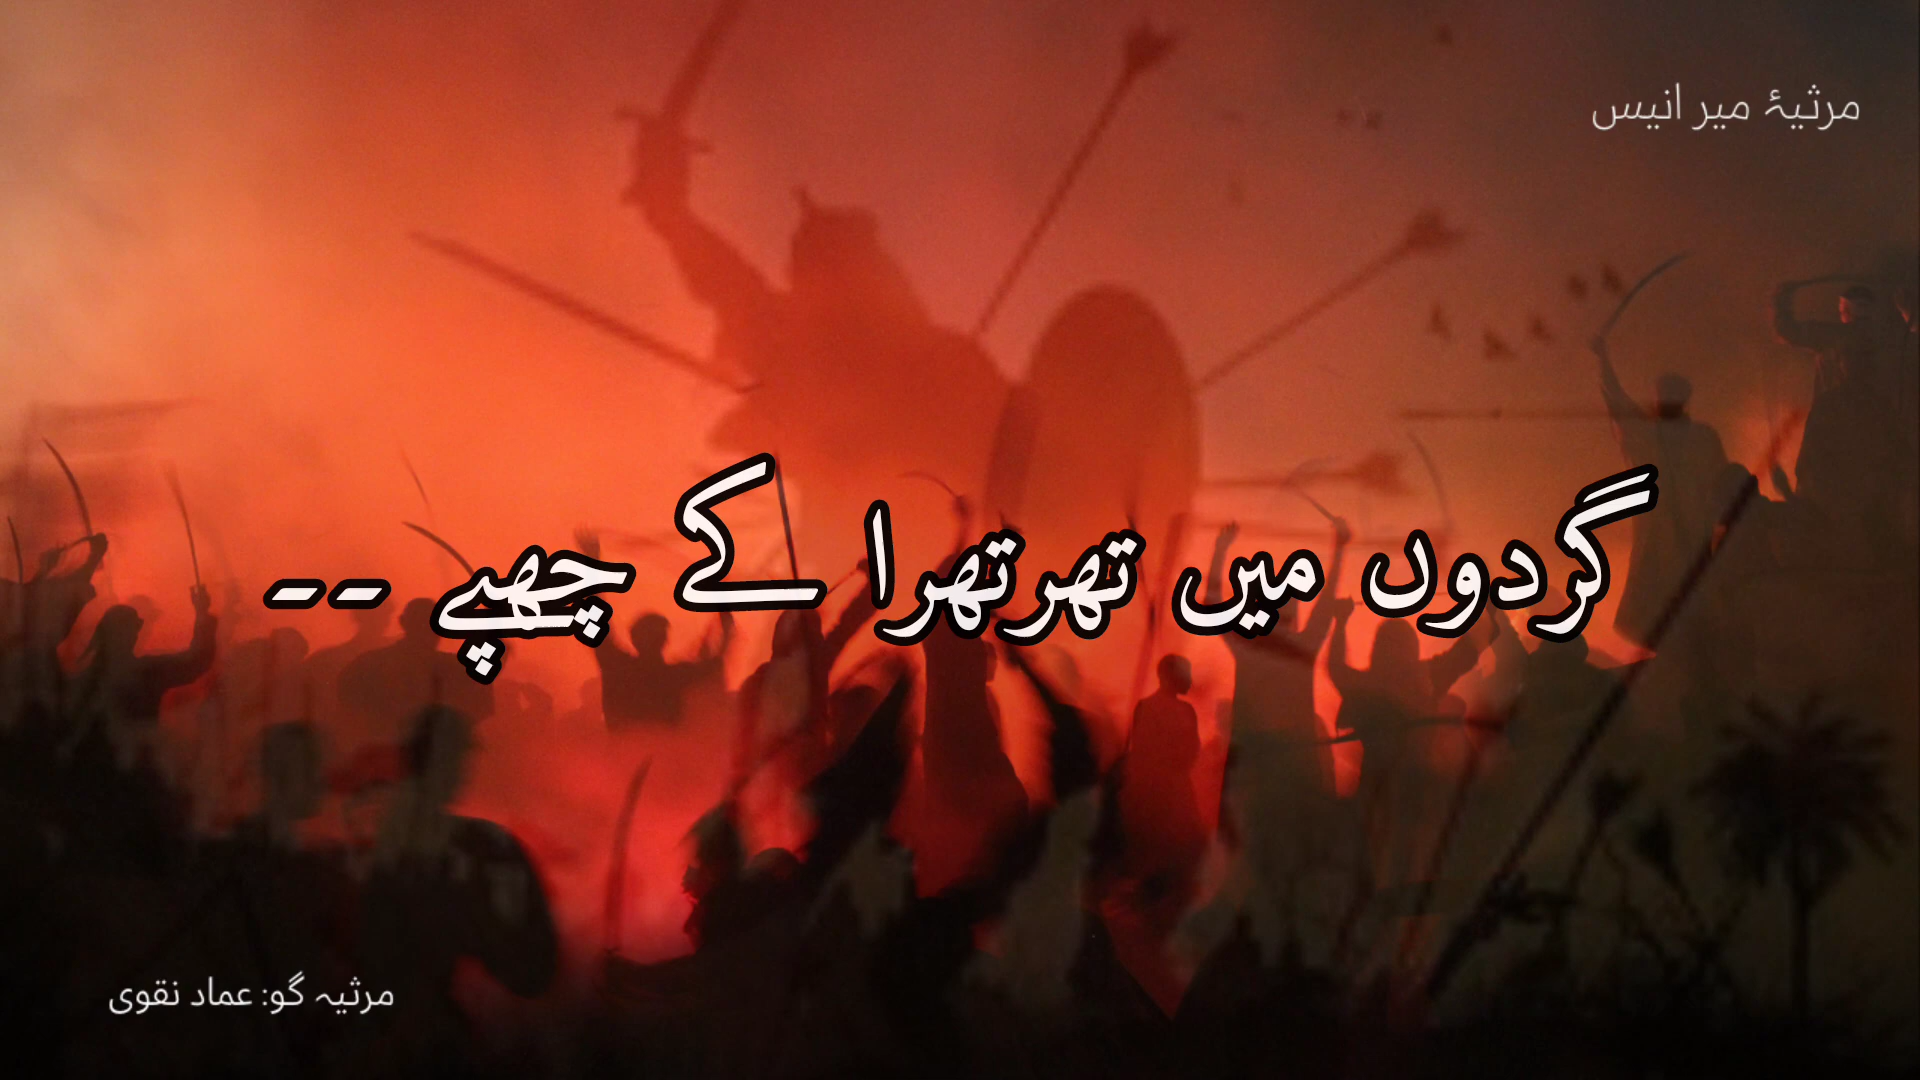 مرثیۂ میر انیس
گردوں میں تھرتھرا کے چھپے ۔۔
مرثیہ گو: عماد نقوی